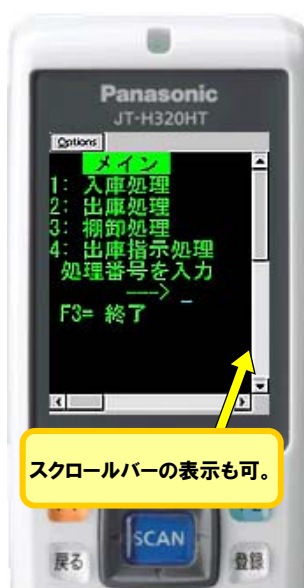 Panasonic
JT-H320HT
Options
メイン
1: 入庫処理
2: 出庫処理
3: 棚卸処理
4: 出庫指示処理
処理番号を入力
---->_
F3= 終了
スクロールバーの表示も可。
SCAN
戻る
登録